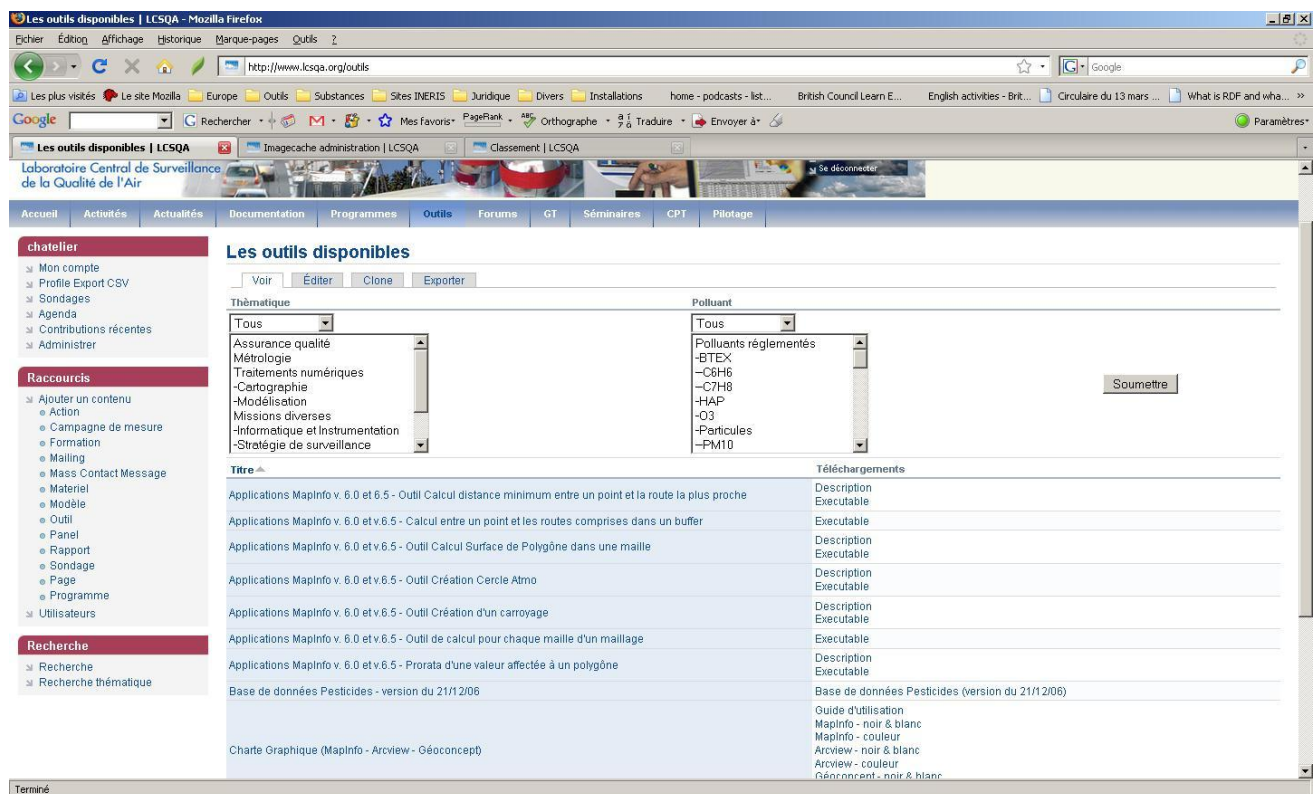 Les outils disponibles | LCSQA - Mozilla Firefox
Fichier Édition Affichage Historique Marque-pages Outils ?
http://www.lcsqa.org/outils
Google
Les plus visités Le site Mozilla Europe Outils Substances Sites INERIS Juridique Divers Installations home - podcasts - list... British Council Learn E... English activities - Brit... Circulaire du 13 mars ... What is RDF and wha... »
Google Rechercher Mes favoris PageRank Orthographe Traduire Envoyer à Paramètres
Les outils disponibles | LCSQA Imagecache administration | LCSQA Classement | LCSQA
Laboratoire Central de Surveillance
de la Qualité de l'Air
Se déconnecter
Accueil Activités Actualités Documentation Programmes Outils Forums GT Séminaires CPT Pilotage
chatelier
Mon compte
Profile Export CSV
Sondages
Agenda
Contributions récentes
Administrer
Raccourcis
Ajouter un contenu
Action
Campagne de mesure
Formation
Mailing
Mass Contact Message
Materiel
Modèle
Outil
Panel
Rapport
Sondage
Page
Programme
Utilisateurs
Recherche
Recherche
Recherche thématique
Les outils disponibles
Voir Éditer Clone Exporter
Thèmatique
Tous
Assurance qualité
Métrologie
Traitements numériques
-Cartographie
-Modélisation
Missions diverses
-Informatique et Instrumentation
-Stratégie de surveillance
Polluant
Tous
Polluants réglementés
-BTEX
--C6H6
--C7H8
-HAP
-O3
-Particules
--PM10
Soumettre
Titre Téléchargements
Applications MapInfo v. 6.0 et 6.5 - Outil Calcul distance minimum entre un point et la route la plus proche
Description
Executable
Applications MapInfo v. 6.0 et v.6.5 - Calcul entre un point et les routes comprises dans un buffer
Executable
Applications MapInfo v. 6.0 et v.6.5 - Outil Calcul Surface de Polygône dans une maille
Description
Executable
Applications MapInfo v. 6.0 et v.6.5 - Outil Création Cercle Atmo
Description
Executable
Applications MapInfo v. 6.0 et v.6.5 - Outil Création d'un carroyage
Description
Executable
Applications MapInfo v. 6.0 et v.6.5 - Outil de calcul pour chaque maille d'un maillage
Executable
Applications MapInfo v. 6.0 et v.6.5 - Prorata d'une valeur affectée à un polygône
Description
Executable
Base de données Pesticides - version du 21/12/06
Base de données Pesticides (version du 21/12/06)
Charte Graphique (MapInfo - Arcview - Géoconcept)
Guide d'utilisation
MapInfo - noir & blanc
MapInfo - couleur
Arcview - noir & blanc
Arcview - couleur
Géoconcept - noir & blanc
Terminé